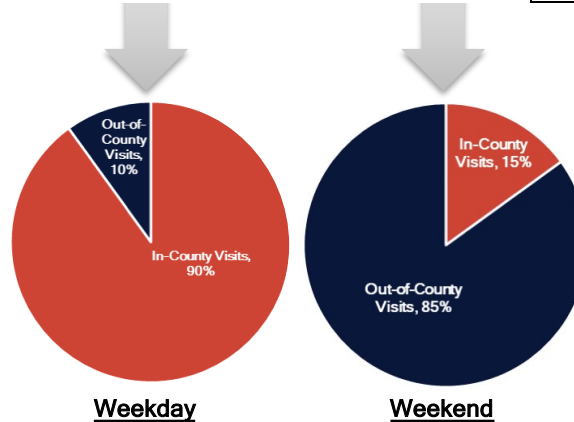 Out-of-
County
Visits,
10%
In-County Visits,
90%
Weekday
In-County
Visits, 15%
Out-of-County
Visits, 85%
Weekend